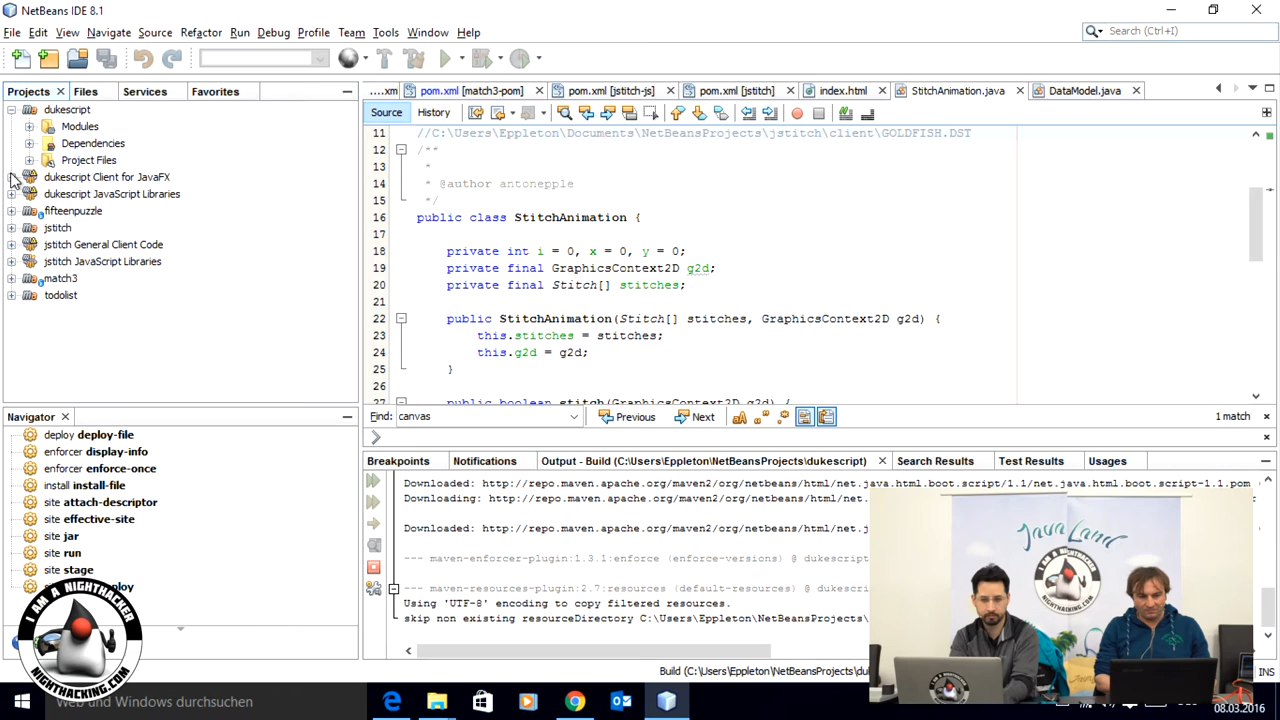 NetBeans IDE 8.1
File Edit View Navigate Source Refactor Run Debug Profile Team Tools Window Help
Search (Ctrl+I)
Projects Files Services Favorites
dukescript
Modules
Dependencies
Project Files
dukescript Client for JavaFX
dukescript JavaScript Libraries
fifteenpuzzle
jstitch
jstitch General Client Code
jstitch JavaScript Libraries
match3
todolist
Navigator
deploy deploy-file
enforcer display-info
enforcer enforce-once
install install-file
site attach-descriptor
site effective-site
site jar
site run
site stage
...xm pom.xml [match3-pom] pom.xml [jstitch-js] pom.xml [jstitch] index.html StitchAnimation.java DataModel.java
Source History
11 //C:\Users\Eppleton\Documents\NetBeansProjects\jstitch\client\GOLDFISH.DST
12 /**
13 *
14 * @author antonepple
15 */
16 public class StitchAnimation {
17
18 private int i = 0, x = 0, y = 0;
19 private final GraphicsContext2D g2d;
20 private final Stitch[] stitches;
21
22 public StitchAnimation(Stitch[] stitches, GraphicsContext2D g2d) {
23 this.stitches = stitches;
24 this.g2d = g2d;
25 }
26
27 public boolean stitch(GraphicsContext2D g2d) {
Find: canvas Previous Next 1 match
Breakpoints Notifications Output - Build (C:\Users\Eppleton\NetBeansProjects\dukescript) Search Results Test Results Usages
Downloaded: http://repo.maven.apache.org/maven2/org/netbeans/html/net.java.html.boot.script/1.1/net.java.html.boot.script-1.1.pom
Downloading: http://repo.maven.apache.org/maven2/org/netbeans/html/net.
Downloaded: http://repo.maven.apache.org/maven2/org/netbeans/html/net.j
--- maven-enforcer-plugin:1.3.1:enforce (enforce-versions) @ dukescript
--- maven-resources-plugin:2.7:resources (default-resources) @ dukescri
Using 'UTF-8' encoding to copy filtered resources.
skip non existing resourceDirectory C:\Users\Eppleton\NetBeansProjects\
Build (C:\Users\Eppleton\NetBeansProjects\duke
INS
JavaLand
I AM A NIGHTHACKER
NIGHTHACKING.COM
I AM A NIGHTHACKER
NIGHTHACKING.COM
Web und Windows durchsuchen
08.03.2016